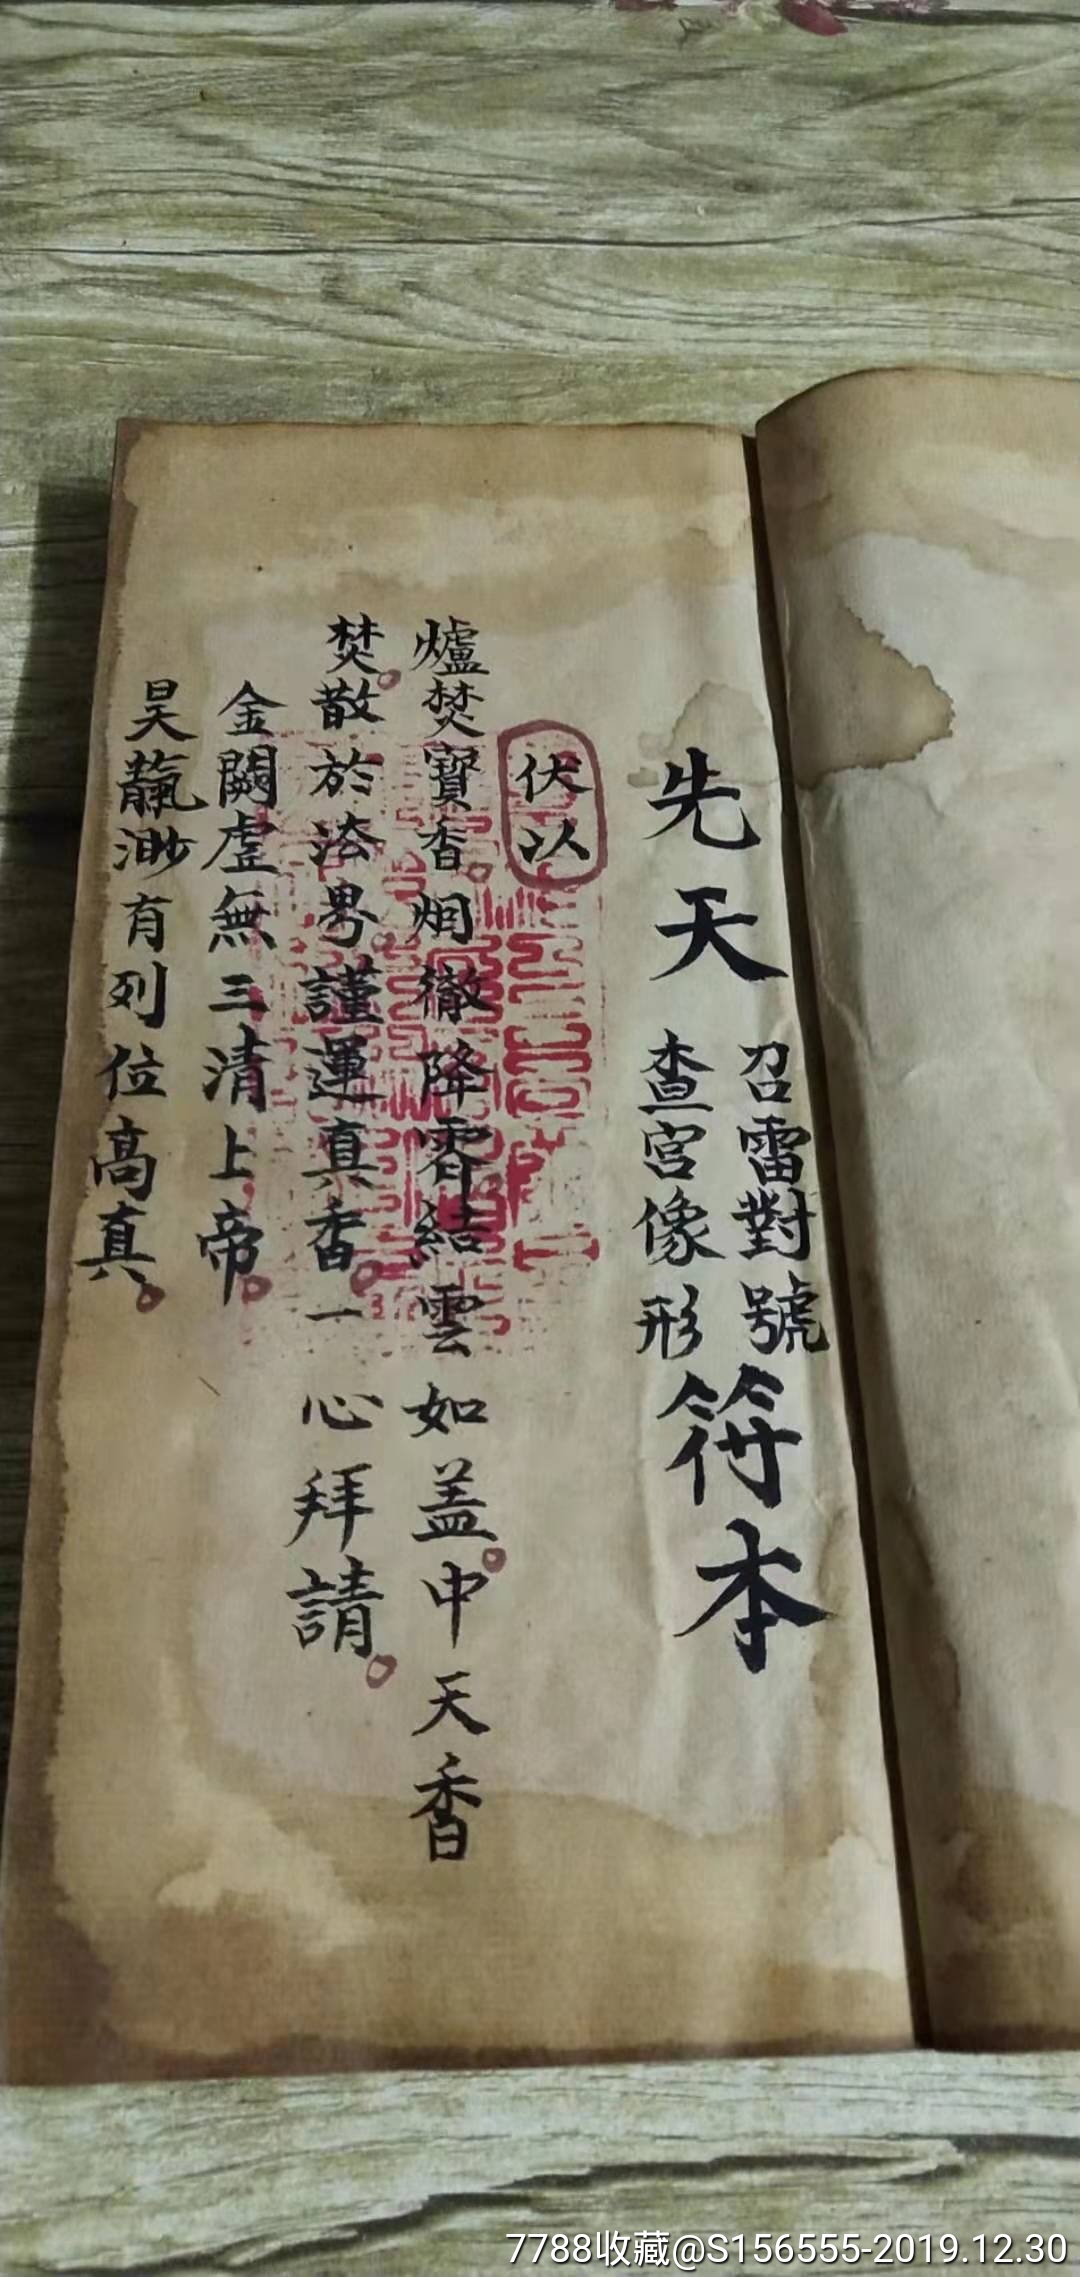 先天
召雷對號
查宮像形
符本
伏以
爐焚寶香烟徹降霄結雲如盖中天香
焚散於法界謹運真香一心拜請
金闕虛無三清上帝
昊靝渺有列位高真
7788收藏@S156555-2019.12.30